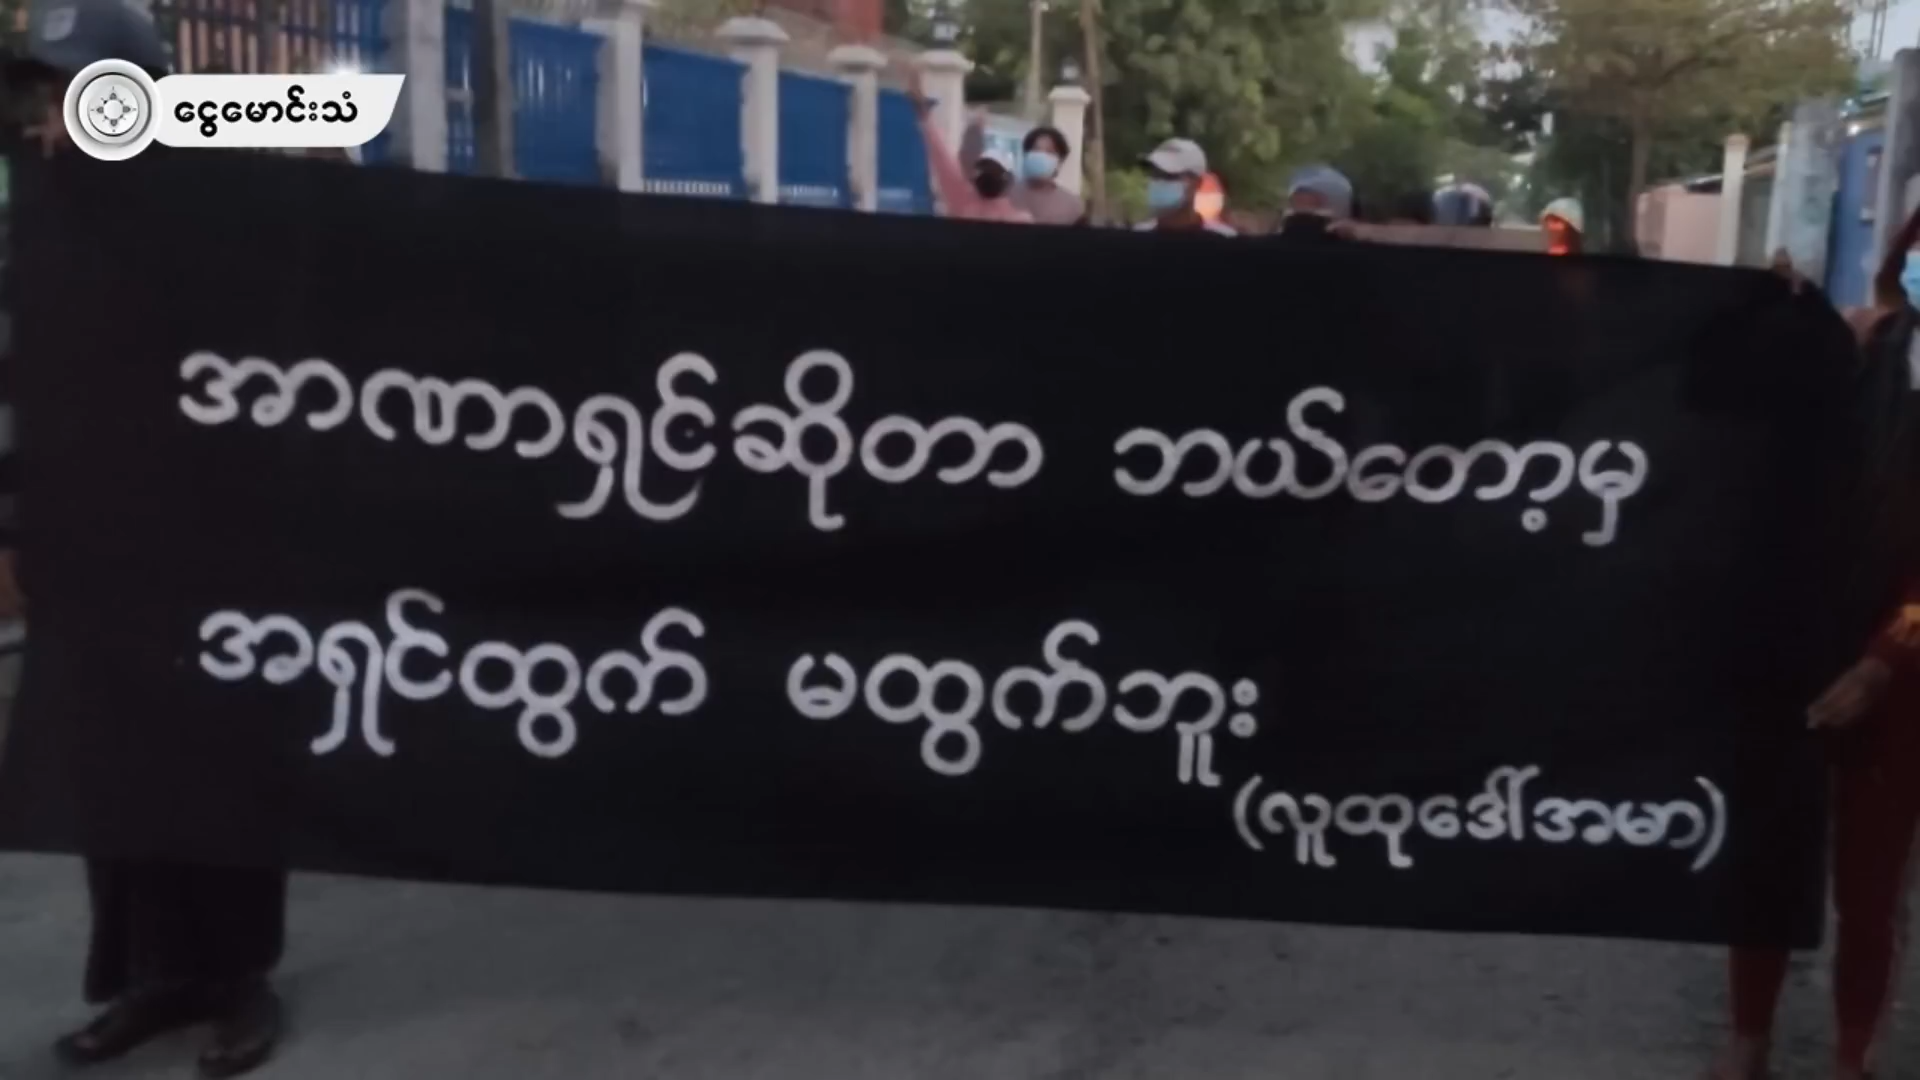 ငွေမောင်းသံ
အာဏာရှင်ဆိုတာ ဘယ်တော့မှ
အရှင်ထွက် မထွက်ဘူး
(လူထုဒေါ်အမာ)